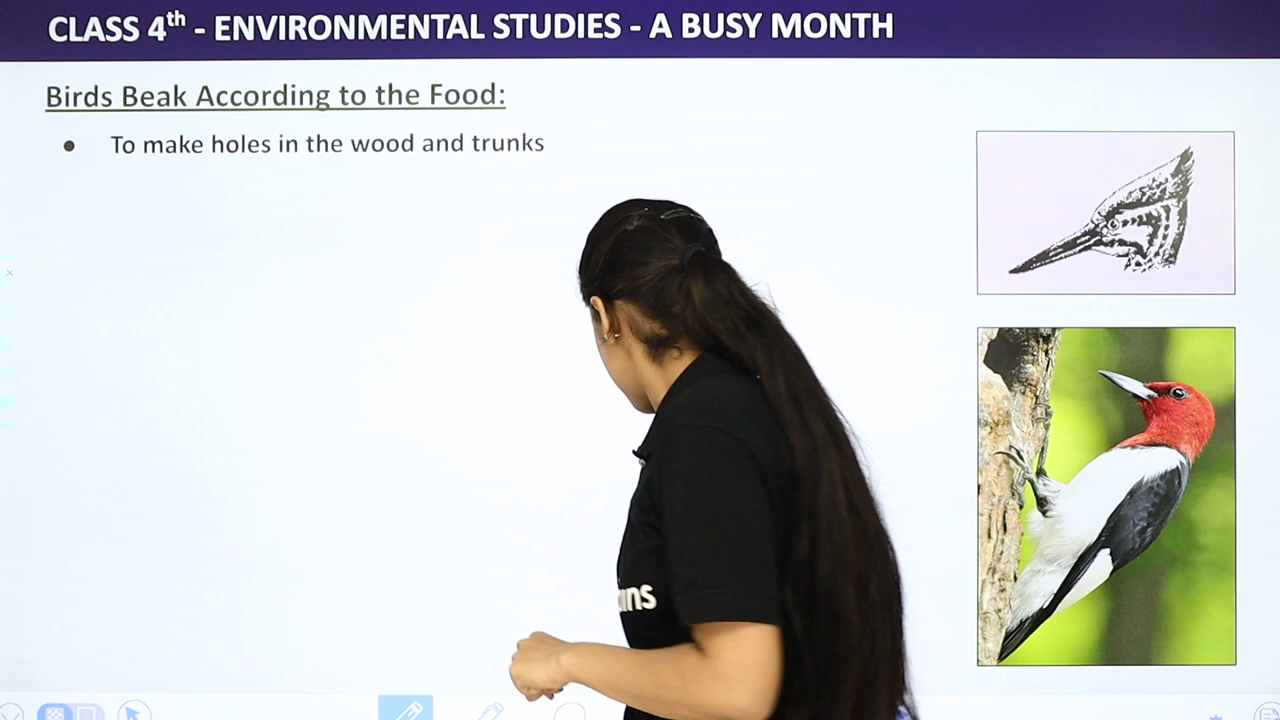 CLASS 4th - ENVIRONMENTAL STUDIES - A BUSY MONTH
Birds Beak According to the Food:
● To make holes in the wood and trunks